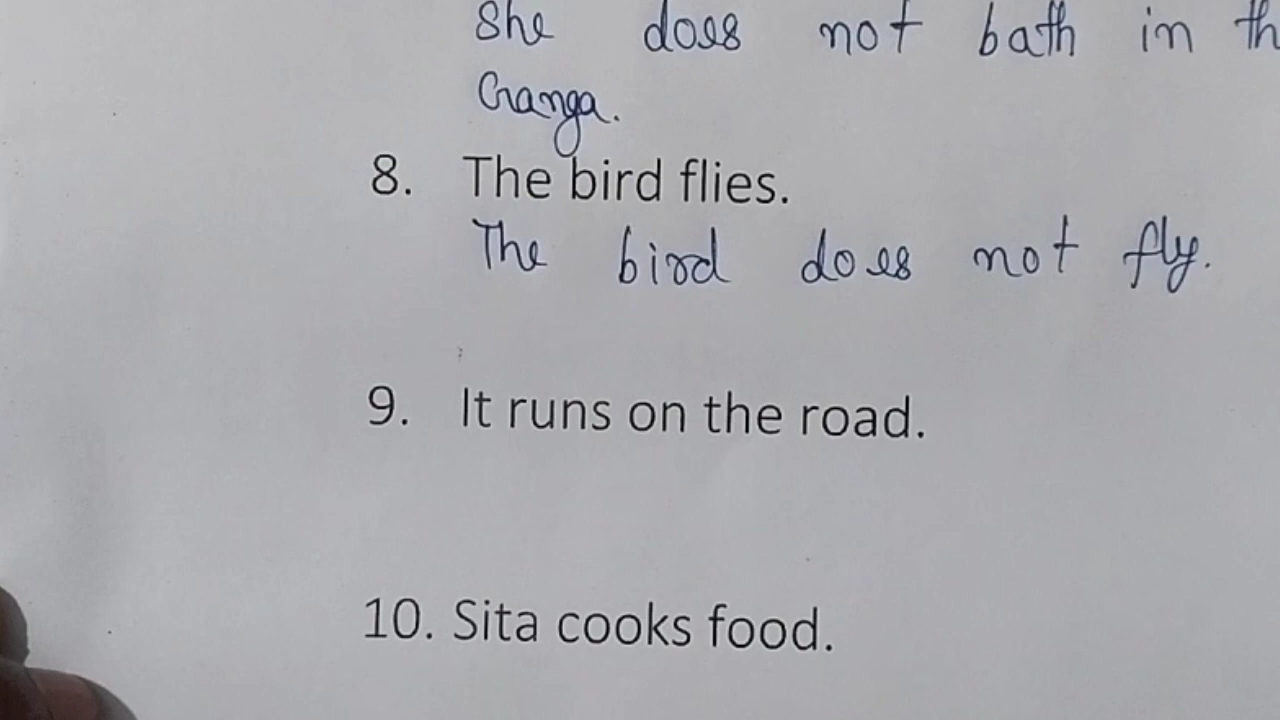 She does not bath in th
Ganga.
8. The bird flies.
The bird does not fly.
9. It runs on the road.
10. Sita cooks food.